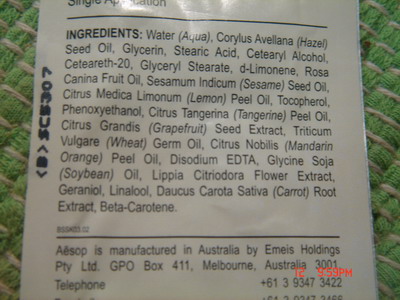 Single Application
INGREDIENTS: Water (Aqua), Corylus Avellana (Hazel)
Seed Oil, Glycerin, Stearic Acid, Cetearyl Alcohol,
Ceteareth-20, Glyceryl Stearate, d-Limonene, Rosa
Canina Fruit Oil, Sesamum Indicum (Sesame) Seed Oil,
Citrus Medica Limonum (Lemon) Peel Oil, Tocopherol,
Phenoxyethanol, Citrus Tangerina (Tangerine) Peel Oil,
Citrus Grandis (Grapefruit) Seed Extract, Triticum
Vulgare (Wheat) Germ Oil, Citrus Nobilis (Mandarin
Orange) Peel Oil, Disodium EDTA, Glycine Soja
(Soybean) Oil, Lippia Citriodora Flower Extract,
Geraniol, Linalool, Daucus Carota Sativa (Carrot) Root
Extract, Beta-Carotene.
Aēsop is manufactured in Australia by Emeis Holdings
Pty Ltd. GPO Box 411, Melbourne, Australia 3001
Telephone +61 3 9347 3422